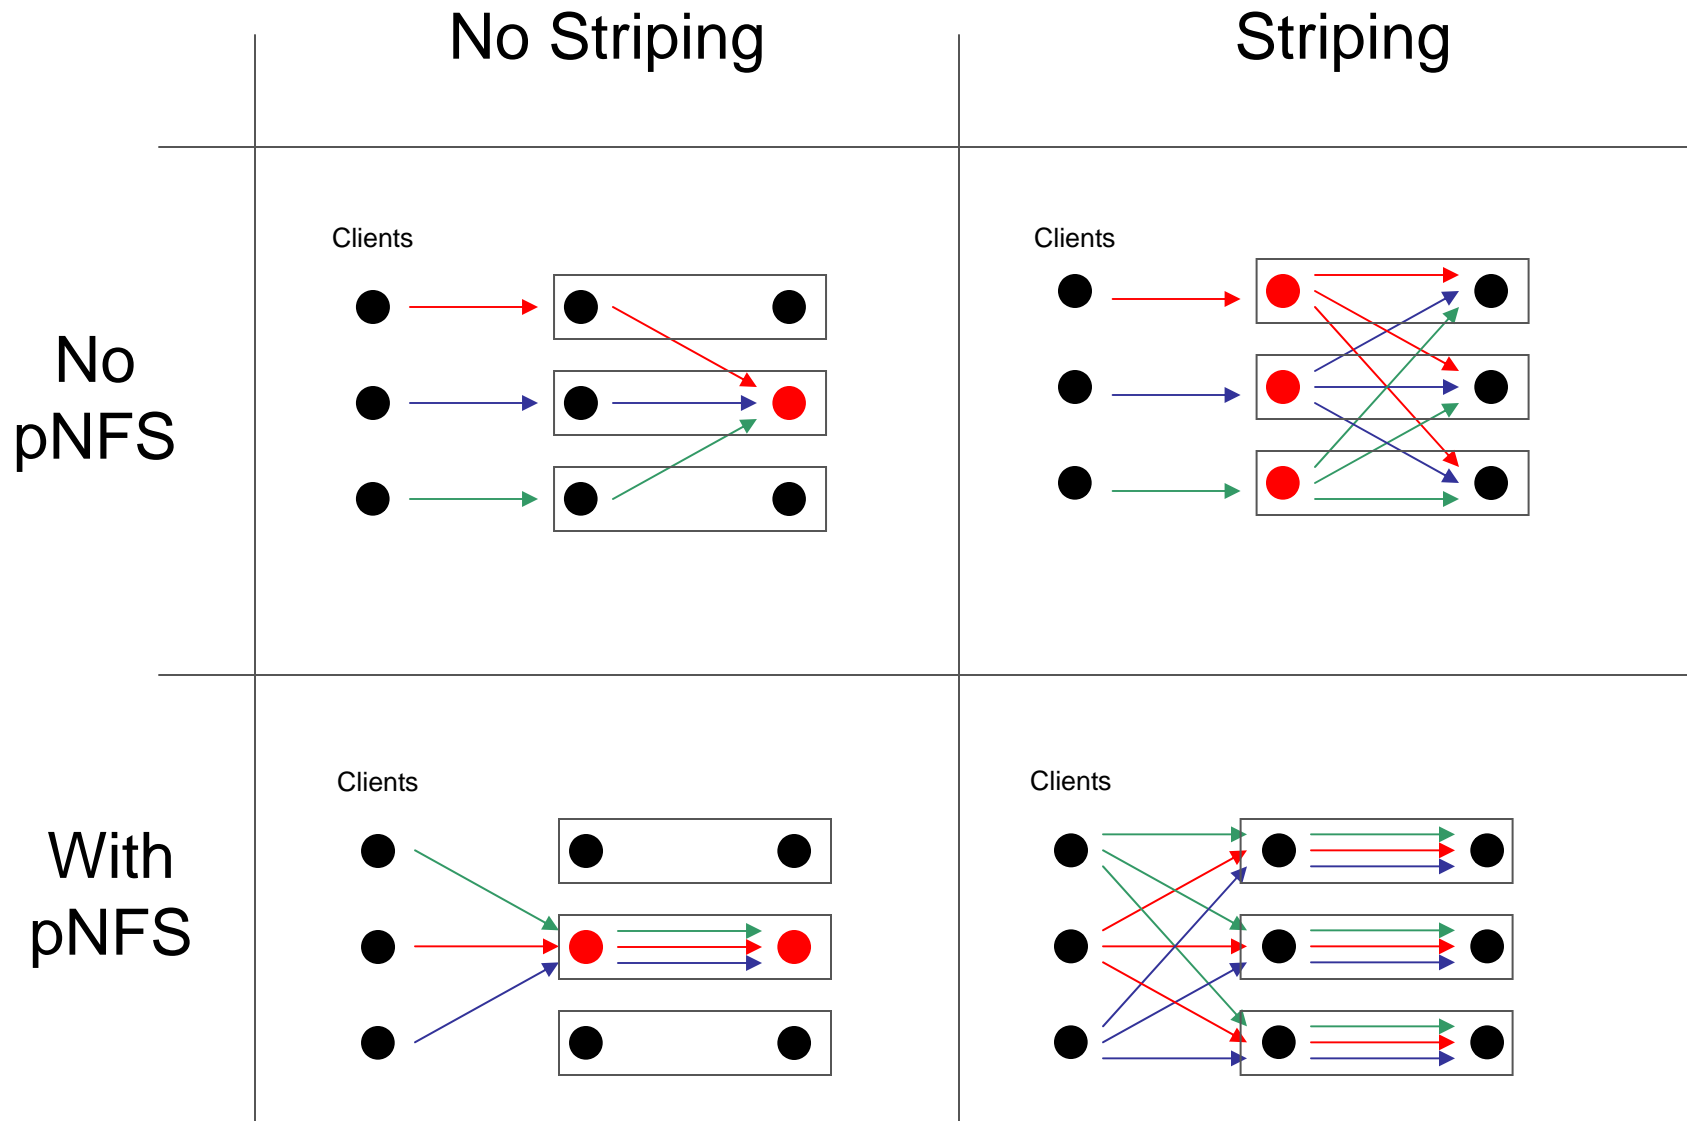 No Striping
Striping
No
pNFS
Clients
Clients
With
pNFS
Clients
Clients